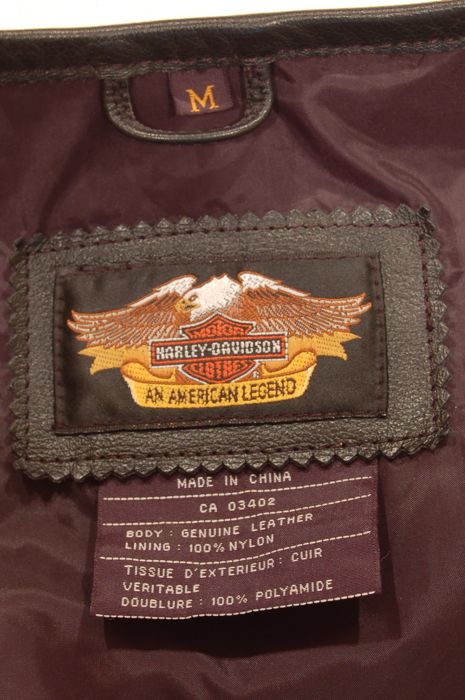 M
MOTOR
HARLEY-DAVIDSON
CLOTHES
®
AN AMERICAN LEGEND
MADE IN CHINA
CA 03402
BODY : GENUINE LEATHER
LINING : 100% NYLON
TISSUE D'EXTERIEUR : CUIR
VERITABLE
DOUBLURE : 100% POLYAMIDE